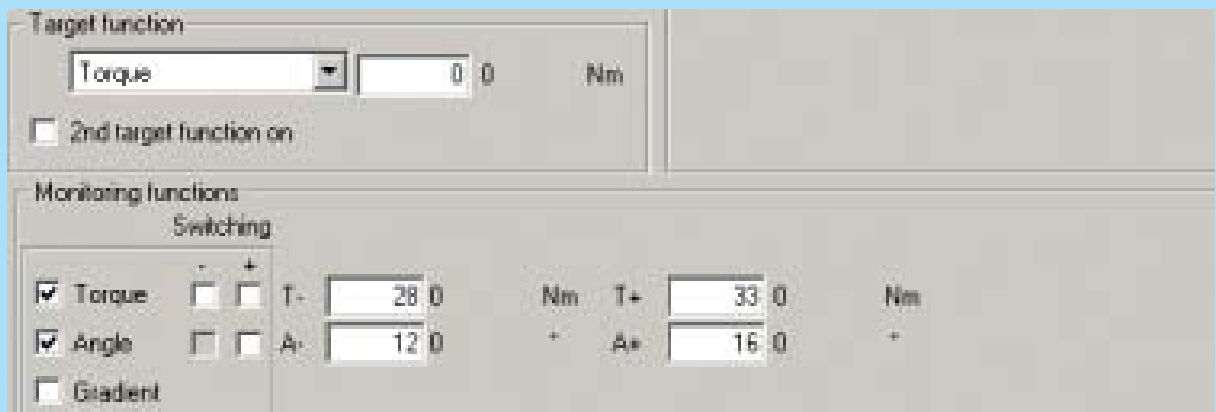 Target function
Torque 0 0 Nm
2nd target function on
Monitoring functions
Switching
- +
Torque T- 28 0 Nm T+ 33 0 Nm
Angle A- 12 0 ° A+ 16 0 °
Gradient